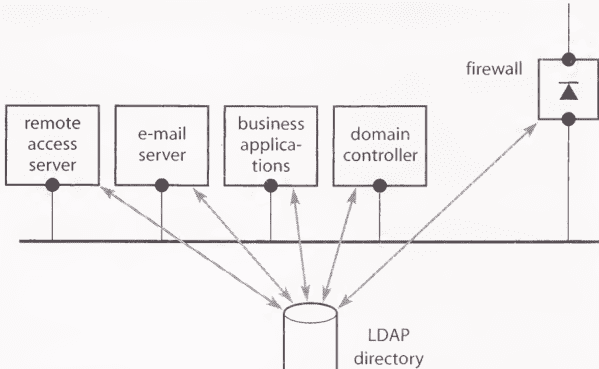 firewall
remote
access
server
e-mail
server
business
applica-
tions
domain
controller
LDAP
directory